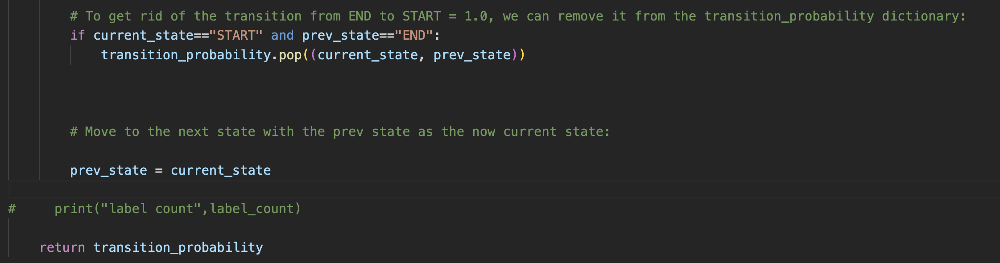 # To get rid of the transition from END to START = 1.0, we can remove it from the transition_probability dictionary:
if current_state=="START" and prev_state=="END":
transition_probability.pop((current_state, prev_state))
# Move to the next state with the prev state as the now current state:
prev_state = current_state
#     print("label count",label_count)
return transition_probability